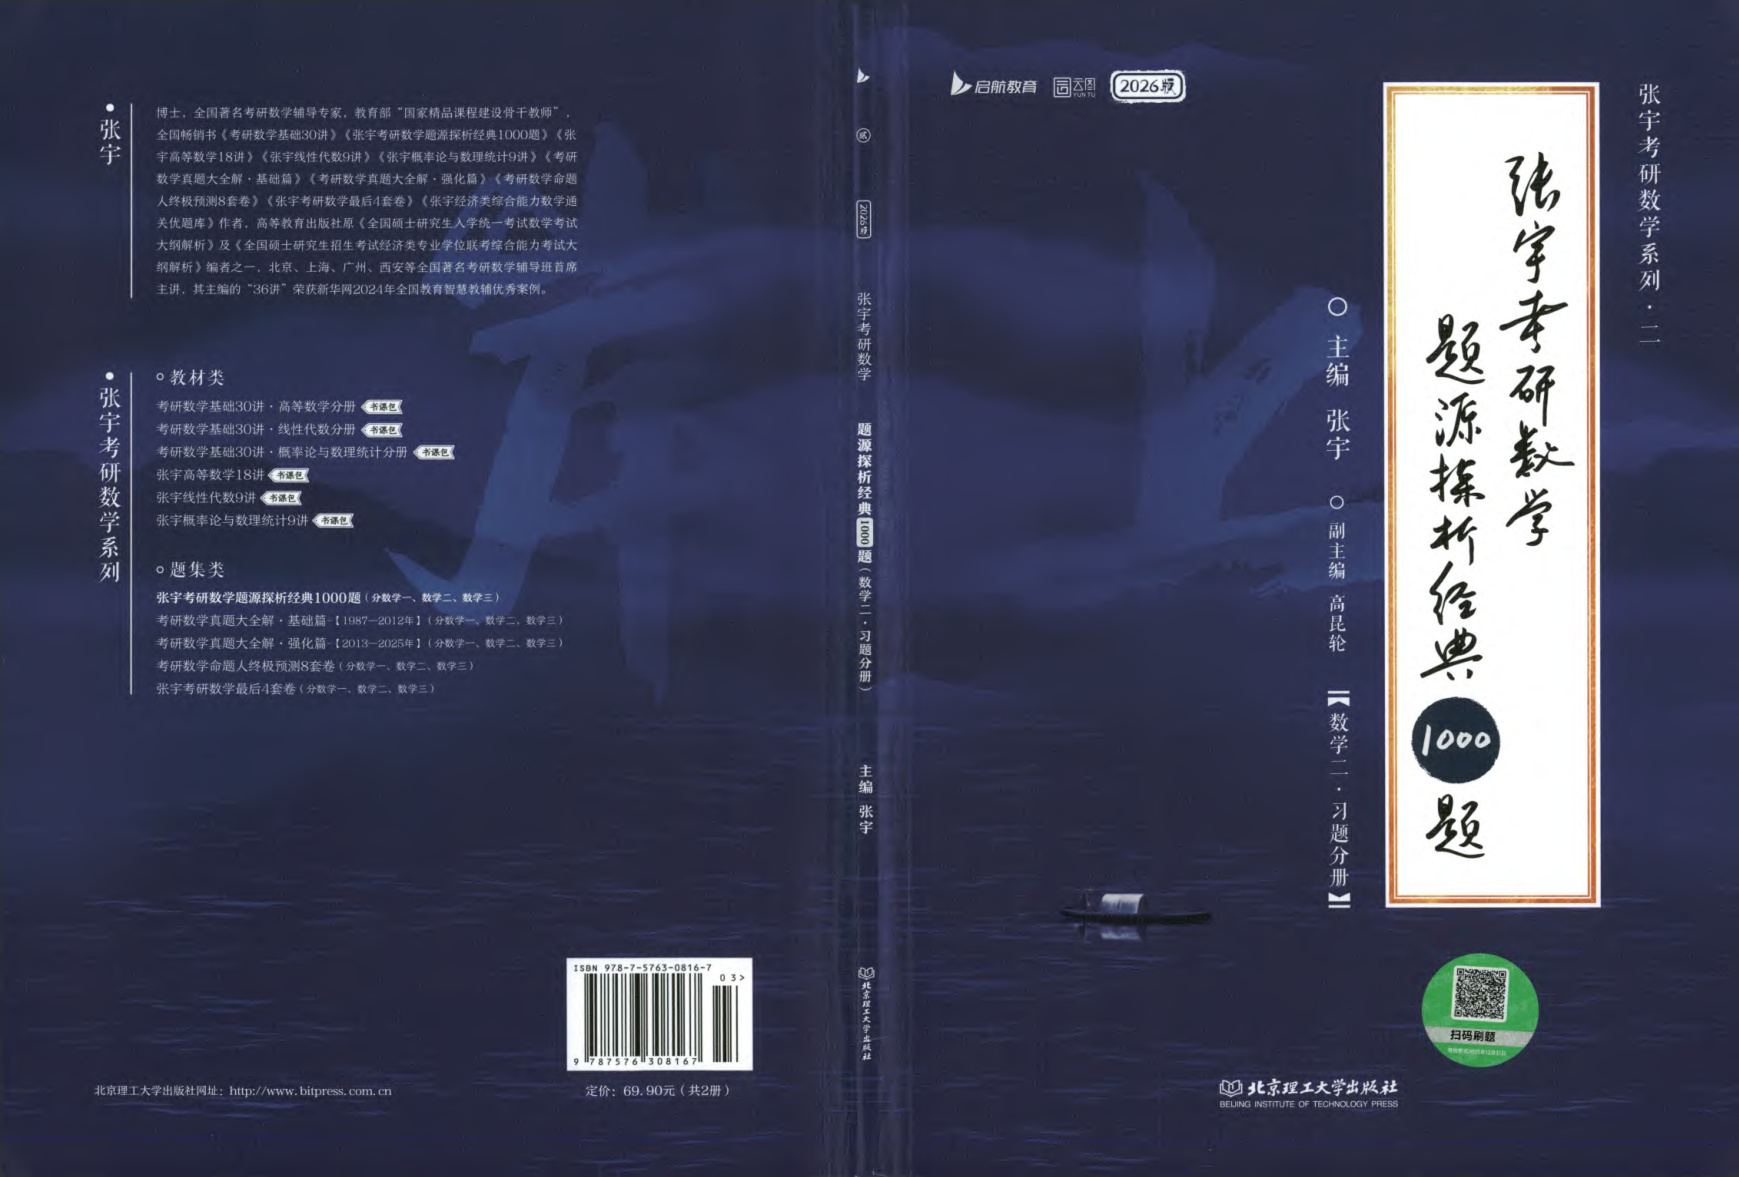 张宇
博士，全国著名考研数学辅导专家，教育部“国家精品课程建设骨干教师”，
全国畅销书《考研数学基础30讲》《张宇考研数学题源探析经典1000题》《张
宇高等数学18讲》《张宇线性代数9讲》《张宇概率论与数理统计9讲》《考研
数学真题大全解·基础篇》《考研数学真题大全解·强化篇》《考研数学命题
人终极预测8套卷》《张宇考研数学最后4套卷》《张宇经济类综合能力数学通
关优题库》作者，高等教育出版社原《全国硕士研究生入学统一考试数学考试
大纲解析》及《全国硕士研究生招生考试经济类专业学位联考综合能力考试大
纲解析》编者之一，北京、上海、广州、西安等全国著名考研数学辅导班首席
主讲，其主编的“36讲”荣获新华网2024年全国教育智慧教辅优秀案例。
张宇考研数学系列
教材类
考研数学基础30讲·高等数学分册 书课包
考研数学基础30讲·线性代数分册 书课包
考研数学基础30讲·概率论与数理统计分册 书课包
张宇高等数学18讲 书课包
张宇线性代数9讲 书课包
张宇概率论与数理统计9讲 书课包
题集类
张宇考研数学题源探析经典1000题（分数学一、数学二、数学三）
考研数学真题大全解·基础篇【1987—2012年】（分数学一、数学二、数学三）
考研数学真题大全解·强化篇【2013—2025年】（分数学一、数学二、数学三）
考研数学命题人终极预测8套卷（分数学一、数学二、数学三）
张宇考研数学最后4套卷（分数学一、数学二、数学三）
ISBN 978-7-5763-0816-7
03>
9 787576 308167
定价：69.90元（共2册）
北京理工大学出版社网址：http://www.bitpress.com.cn
贰
2026版
张宇考研数学
题源探析经典1000题（数学二·习题分册）
主编 张宇
北京理工大学出版社
启航教育
云图
YUN TU
2026版
张宇考研数学系列·二
张宇考研数学
题源探析经典1000题
主编 张宇
副主编 高昆轮
【数学二·习题分册】
扫码刷题
北京理工大学出版社
BEIJING INSTITUTE OF TECHNOLOGY PRESS